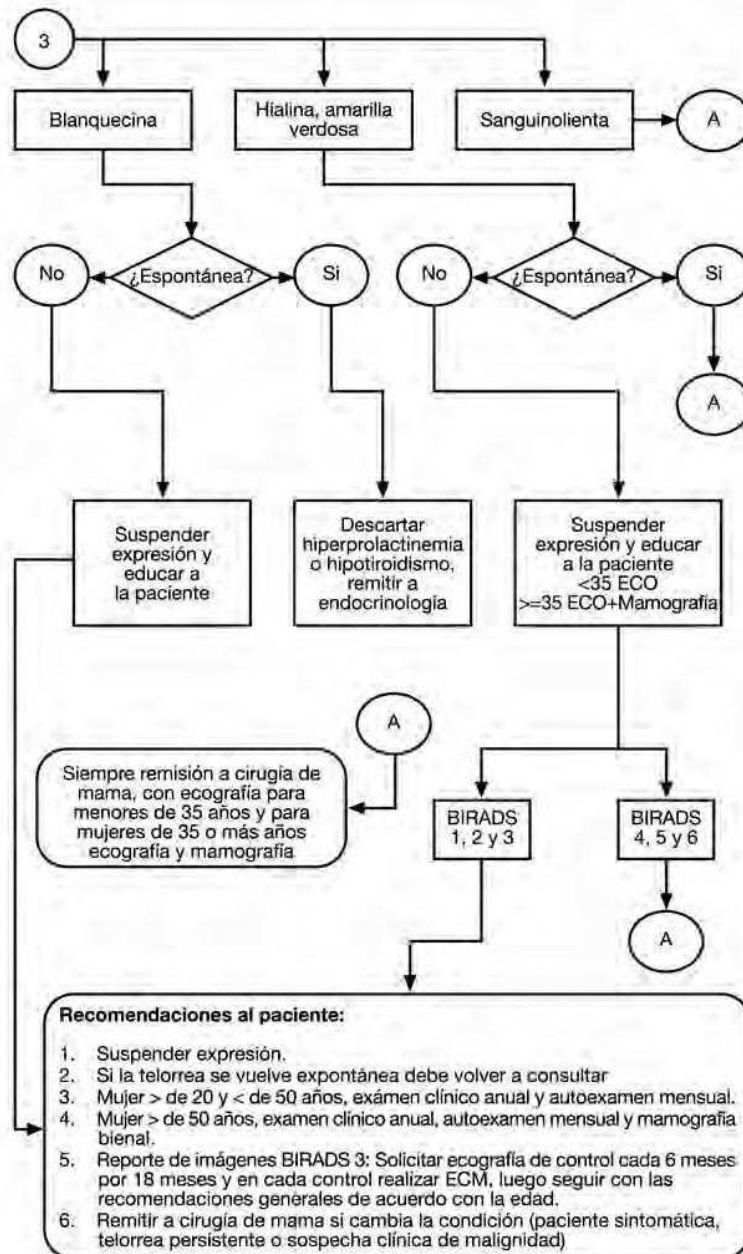 3
Blanquecina
Hialina, amarilla
verdosa
Sanguinolienta
A
No
¿Espontánea?
Si
No
¿Espontánea?
Si
A
Suspender
expresión y
educar a
la paciente
Descartar
hiperprolactinemia
o hipotiroidismo,
remitir a
endocrinología
Suspender
expresión y educar
a la paciente
<35 ECO
>=35 ECO+Mamografía
A
Siempre remisión a cirugía de
mama, con ecografía para
menores de 35 años y para
mujeres de 35 o más años
ecografía y mamografía
BIRADS
1, 2 y 3
BIRADS
4, 5 y 6
A
Recomendaciones al paciente:
1. Suspender expresión.
2. Si la telorrea se vuelve expontánea debe volver a consultar
3. Mujer > de 20 y < de 50 años, exámen clínico anual y autoexamen mensual.
4. Mujer > de 50 años, examen clínico anual, autoexamen mensual y mamografía
bienal.
5. Reporte de imágenes BIRADS 3: Solicitar ecografía de control cada 6 meses
por 18 meses y en cada control realizar ECM, luego seguir con las
recomendaciones generales de acuerdo con la edad.
6. Remitir a cirugía de mama si cambia la condición (paciente sintomática,
telorrea persistente o sospecha clínica de malignidad)